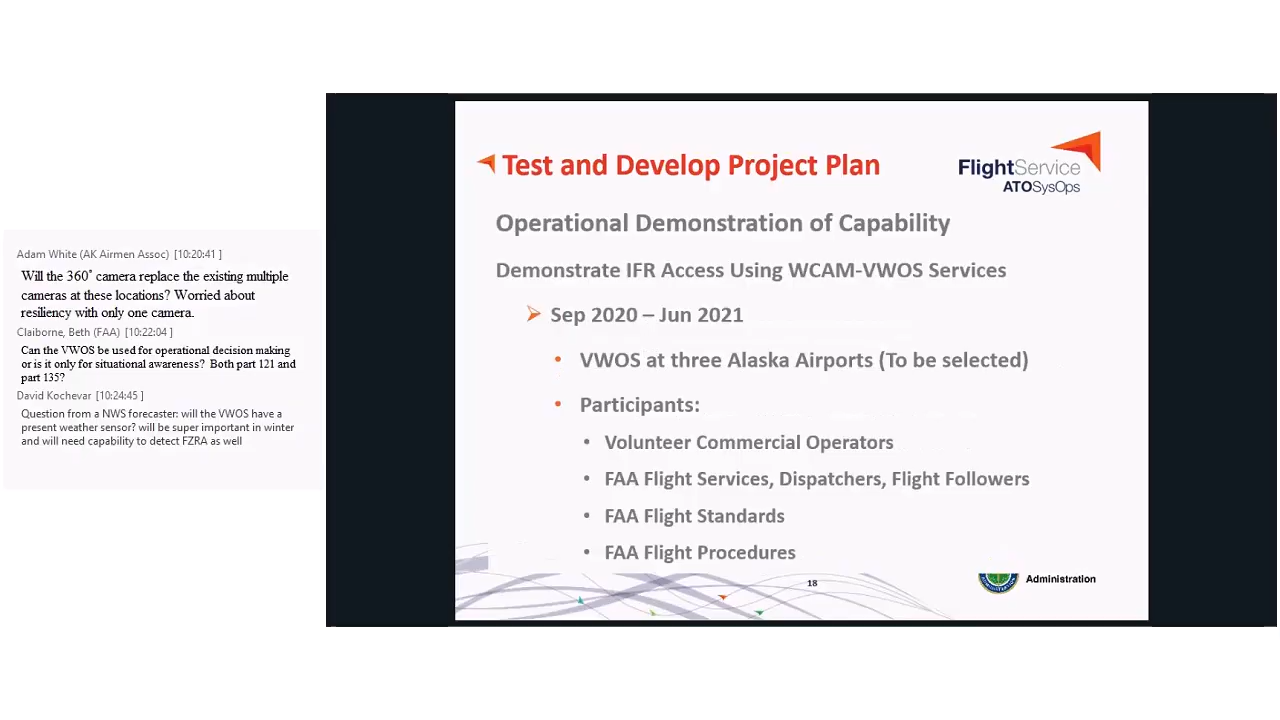 Adam White (AK Airmen Assoc) [10:20:41 ]
Will the 360° camera replace the existing multiple
cameras at these locations? Worried about
resiliency with only one camera.
Claiborne, Beth (FAA) [10:22:04 ]
Can the VWOS be used for operational decision making
or is it only for situational awareness?  Both part 121 and
part 135?
David Kochevar [10:24:45 ]
Question from a NWS forecaster: will the VWOS have a
present weather sensor? will be super important in winter
and will need capability to detect FZRA as well
Test and Develop Project Plan
FlightService
ATOSysOps
Operational Demonstration of Capability
Demonstrate IFR Access Using WCAM-VWOS Services
Sep 2020 – Jun 2021
• VWOS at three Alaska Airports (To be selected)
• Participants:
• Volunteer Commercial Operators
• FAA Flight Services, Dispatchers, Flight Followers
• FAA Flight Standards
• FAA Flight Procedures
18
Administration